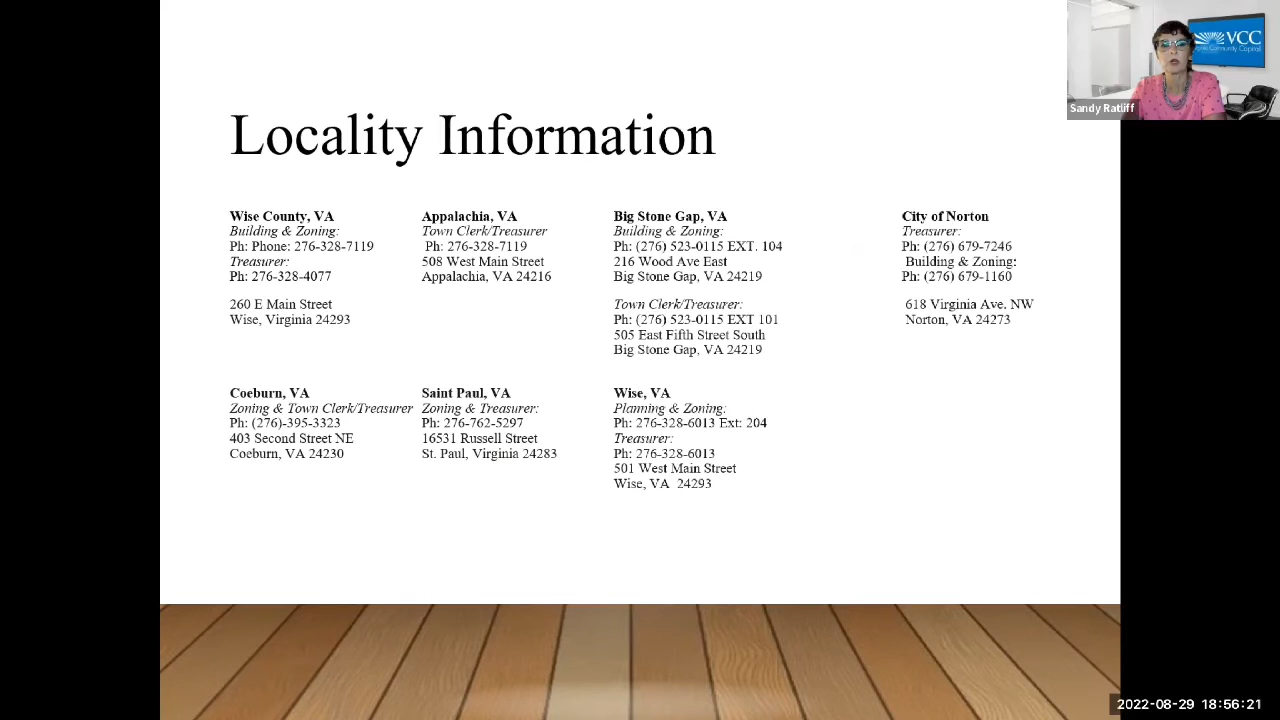 Locality Information
Wise County, VA
Building & Zoning:
Ph: Phone: 276-328-7119
Treasurer:
Ph: 276-328-4077
260 E Main Street
Wise, Virginia 24293
Appalachia, VA
Town Clerk/Treasurer
Ph: 276-328-7119
508 West Main Street
Appalachia, VA 24216
Big Stone Gap, VA
Building & Zoning:
Ph: (276) 523-0115 EXT. 104
216 Wood Ave East
Big Stone Gap, VA 24219
Town Clerk/Treasurer:
Ph: (276) 523-0115 EXT 101
505 East Fifth Street South
Big Stone Gap, VA 24219
City of Norton
Treasurer:
Ph: (276) 679-7246
Building & Zoning:
Ph: (276) 679-1160
618 Virginia Ave. NW
Norton, VA 24273
Coeburn, VA
Zoning & Town Clerk/Treasurer
Ph: (276)-395-3323
403 Second Street NE
Coeburn, VA 24230
Saint Paul, VA
Zoning & Treasurer:
Ph: 276-762-5297
16531 Russell Street
St. Paul, Virginia 24283
Wise, VA
Planning & Zoning:
Ph: 276-328-6013 Ext: 204
Treasurer:
Ph: 276-328-6013
501 West Main Street
Wise, VA 24293
VCC
Community Capital
Sandy Ratliff
2022-08-29 18:56:21